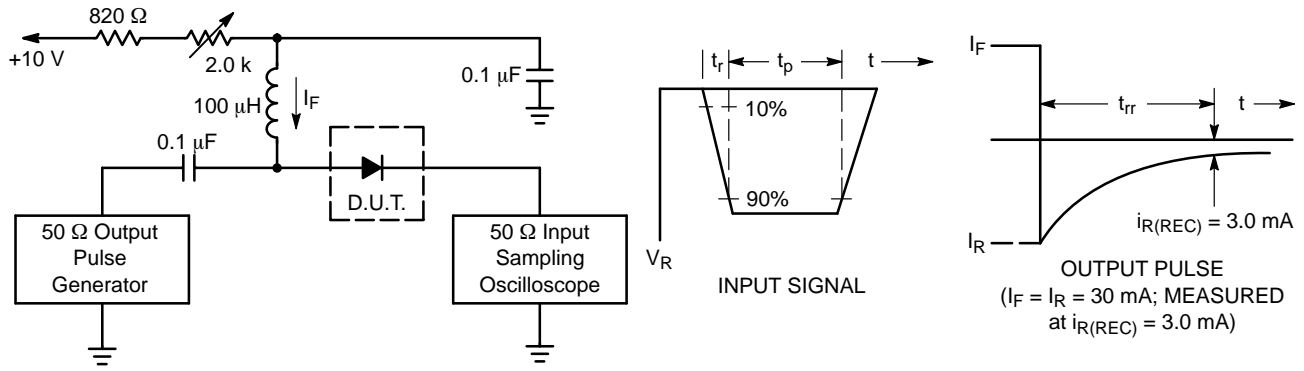 820 Ω
+10 V
2.0 k
0.1 µF
100 µH
I_F
0.1 µF
D.U.T.
50 Ω Output
Pulse
Generator
50 Ω Input
Sampling
Oscilloscope
t_r
t_p
t
10%
90%
V_R
INPUT SIGNAL
I_F
t_rr
t
i_R(REC) = 3.0 mA
I_R
OUTPUT PULSE
(I_F = I_R = 30 mA; MEASURED
at i_R(REC) = 3.0 mA)